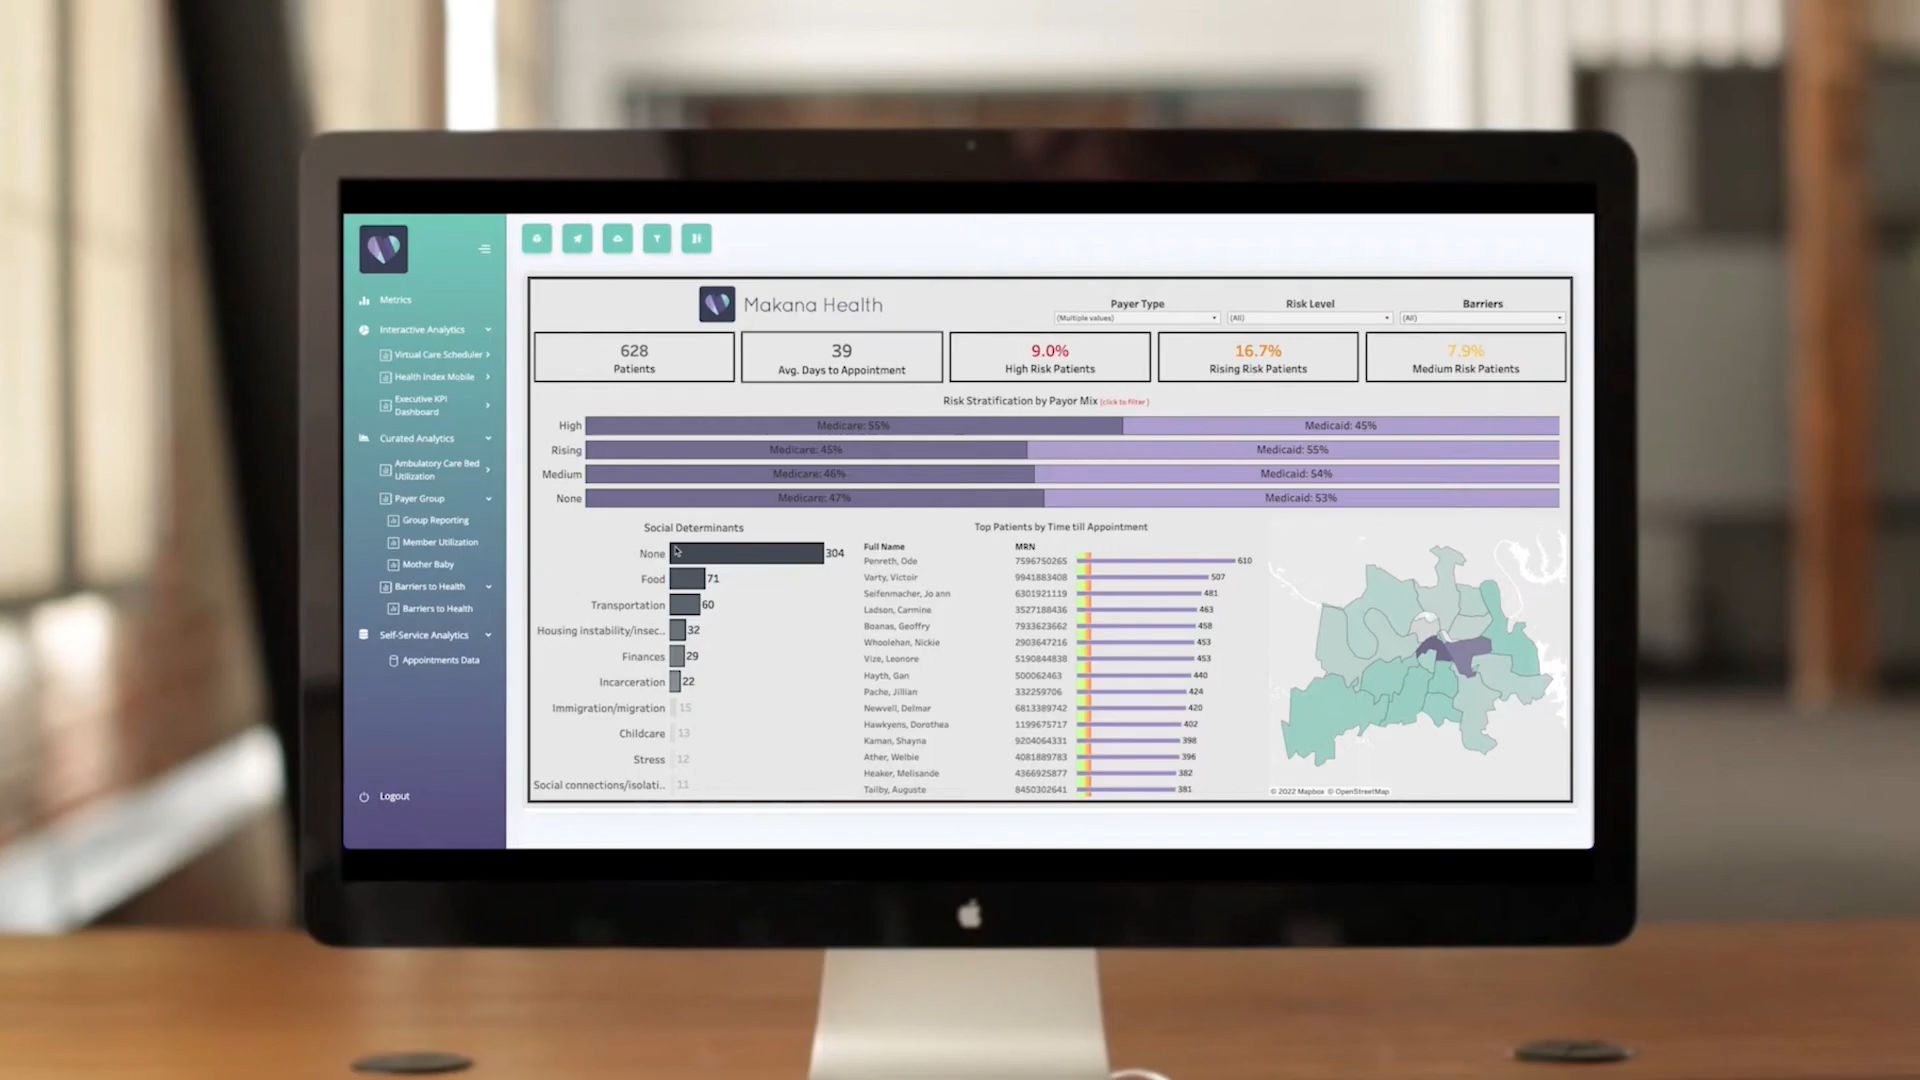 Metrics
Interactive Analytics
Virtual Care Scheduler
Health Index Mobile
Executive KPI
Dashboard
Curated Analytics
Ambulatory Care Bed
Utilization
Payer Group
Group Reporting
Member Utilization
Mother Baby
Barriers to Health
Barriers to Health
Self-Service Analytics
Appointments Data
Logout
Makana Health
Payer Type
Risk Level
Barriers
(Multiple values)
(All)
(All)
628
Patients
39
Avg. Days to Appointment
9.0%
High Risk Patients
16.7%
Rising Risk Patients
7.9%
Medium Risk Patients
Risk Stratification by Payor Mix (click to filter )
High Medicare: 55% Medicaid: 45%
Rising Medicare: 45% Medicaid: 55%
Medium Medicare: 46% Medicaid: 54%
None Medicare: 47% Medicaid: 53%
Social Determinants
None 304
Food 71
Transportation 60
Housing instability/insec.. 32
Finances 29
Incarceration 22
Immigration/migration 15
Childcare 13
Stress 12
Social connections/isolati.. 11
Top Patients by Time till Appointment
Full Name MRN
Penreth, Ode 7596750265 610
Varty, Victoir 9941883408 507
Seifenmacher, Jo ann 6301921119 481
Ladson, Carmine 3527188436 463
Boanas, Geoffry 7933623662 458
Whoolehan, Nickie 2903647216 453
Vize, Leonore 5190844838 453
Hayth, Gan 500062463 440
Pache, Jillian 332259706 424
Newvell, Delmar 6813389742 420
Hawkyens, Dorothea 1199675717 402
Kaman, Shayna 9204064331 398
Ather, Welbie 4081889783 396
Heaker, Melisande 4366925877 382
Tailby, Auguste 8450302641 381
© 2022 Mapbox © OpenStreetMap